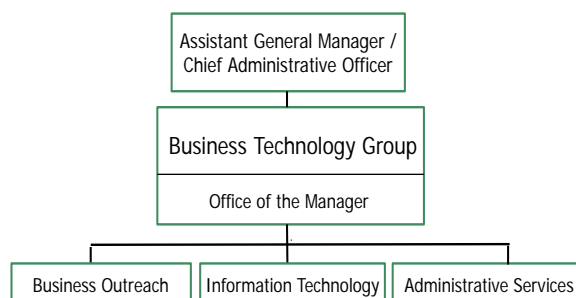 Assistant General Manager /
Chief Administrative Officer
Business Technology Group
Office of the Manager
Business Outreach
Information Technology
Administrative Services